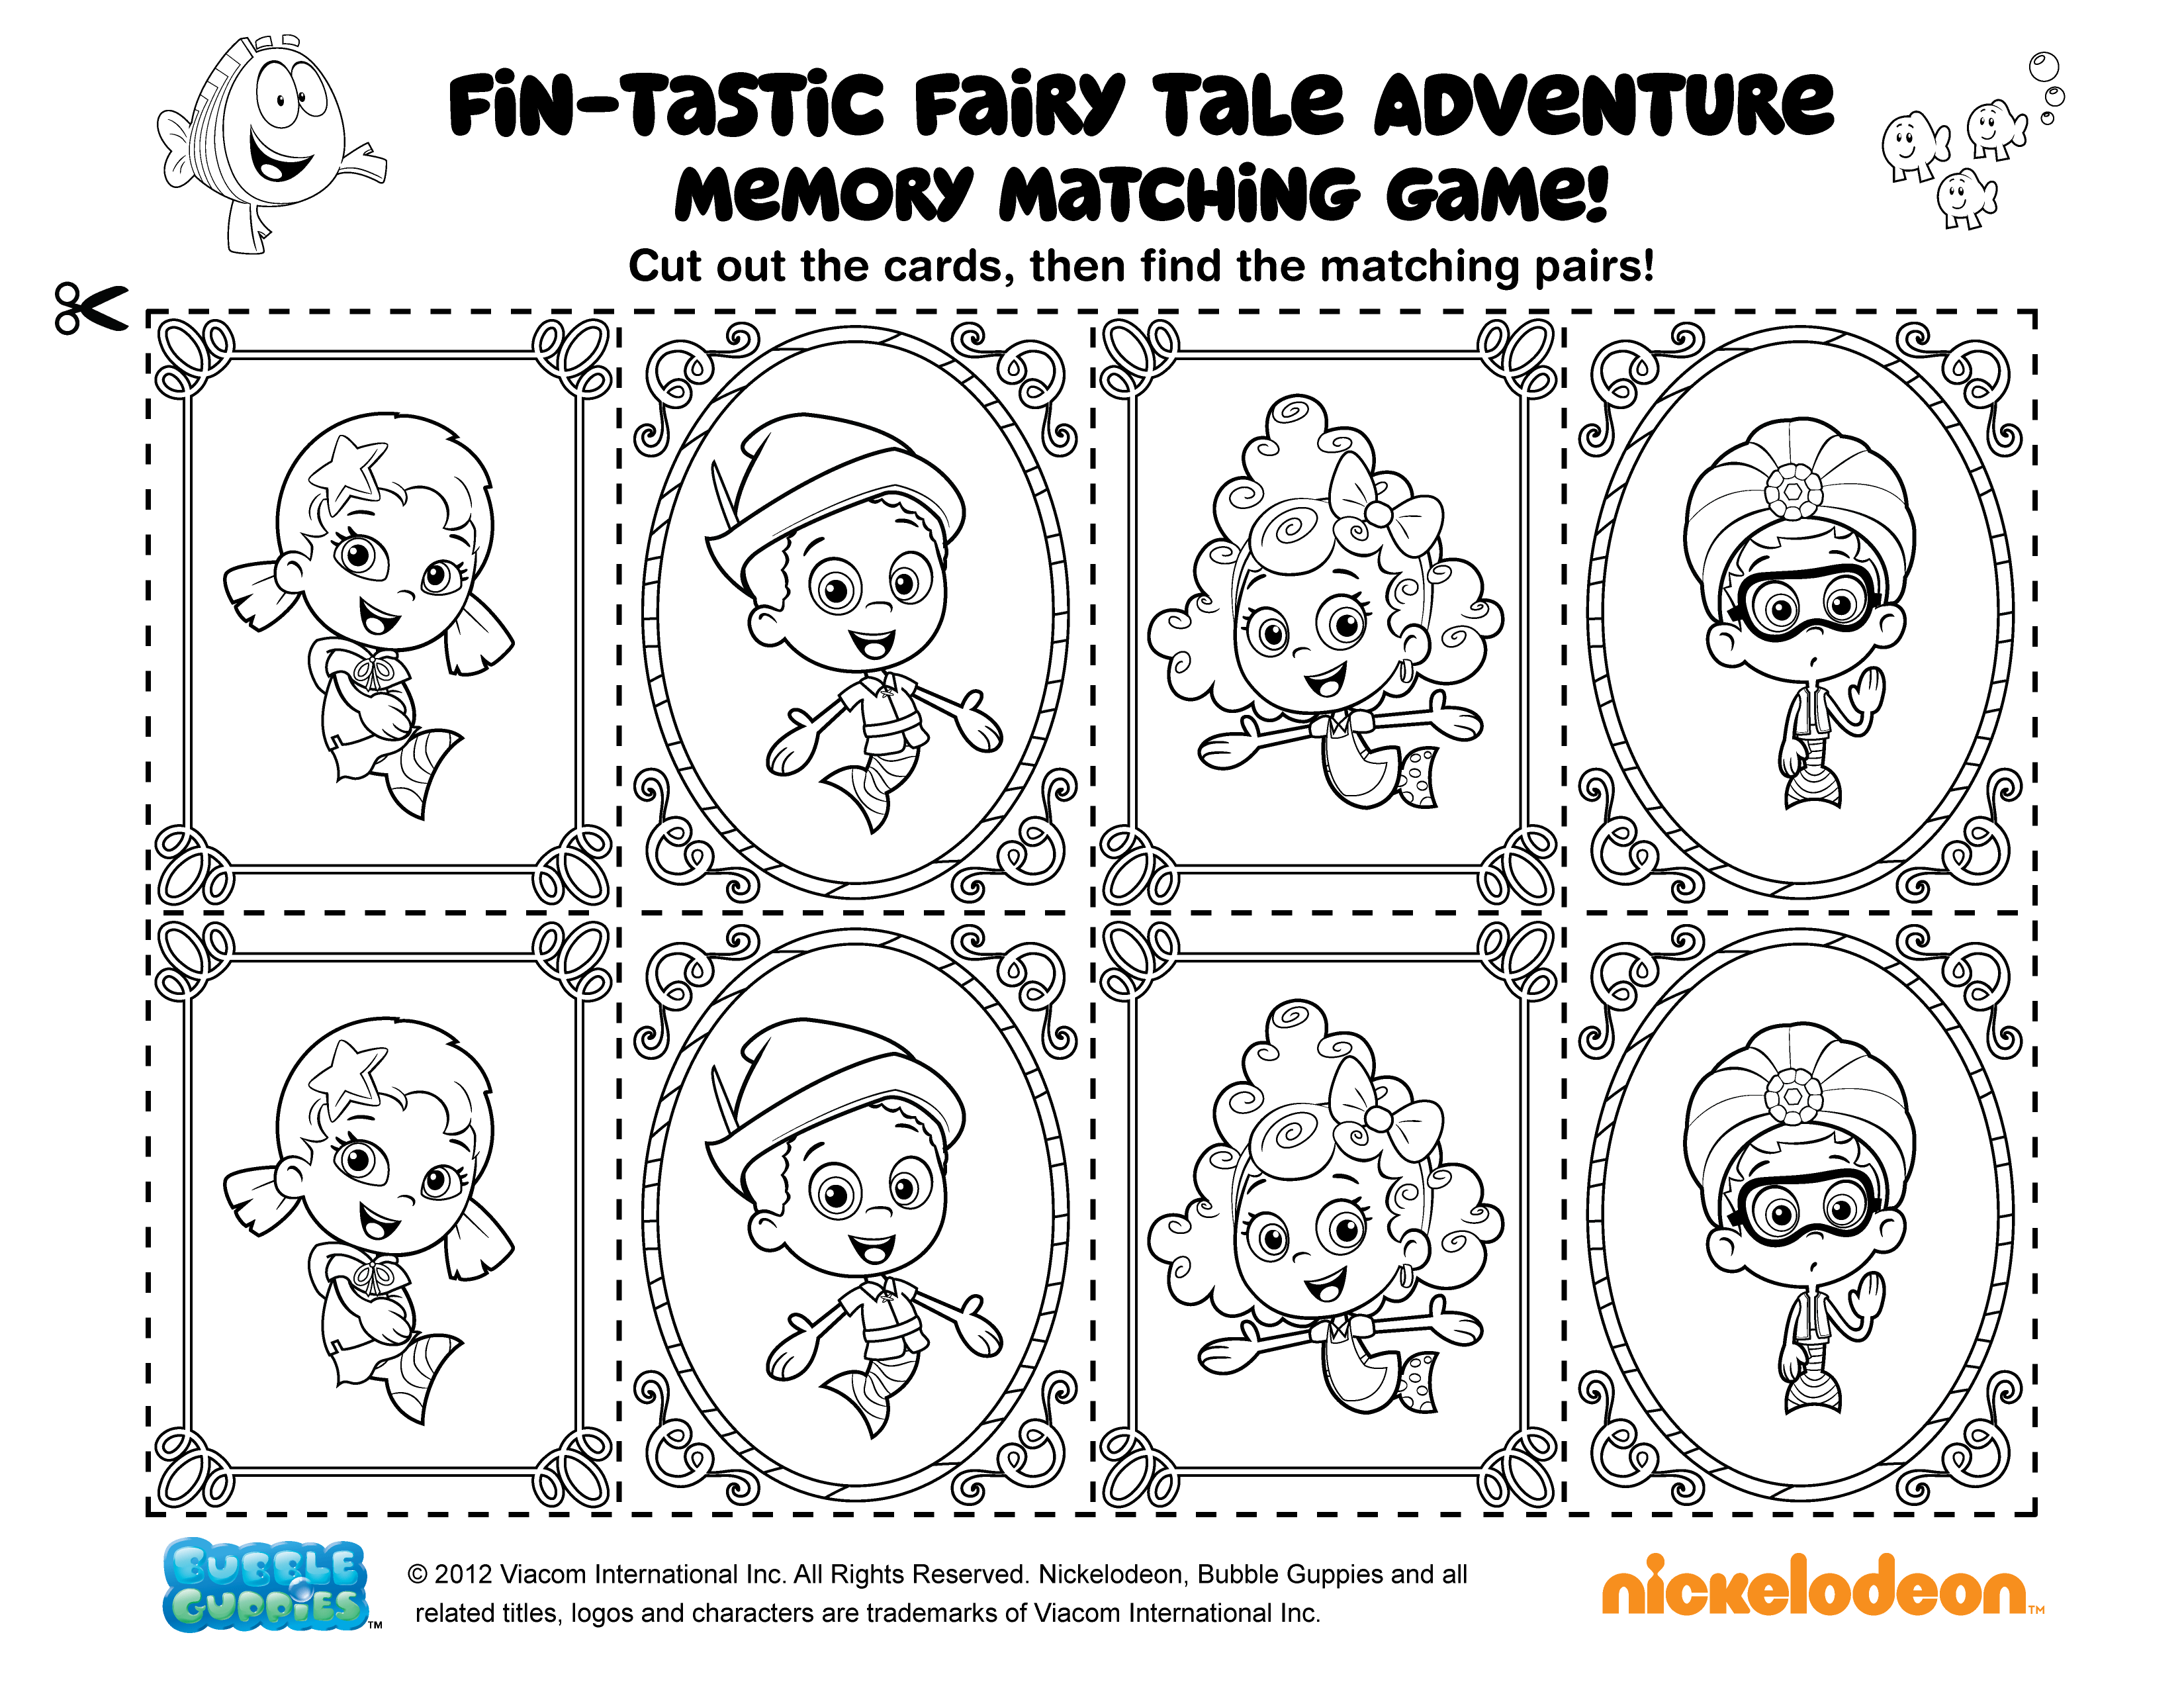 FiN-TaSTiC FaiRY TaLe ADVeNTURe
MeMORY MaTCHiNG GaMe!
Cut out the cards, then find the matching pairs!
BUBBLE
GUPPIES™
© 2012 Viacom International Inc. All Rights Reserved. Nickelodeon, Bubble Guppies and all
related titles, logos and characters are trademarks of Viacom International Inc.
nickelodeon™